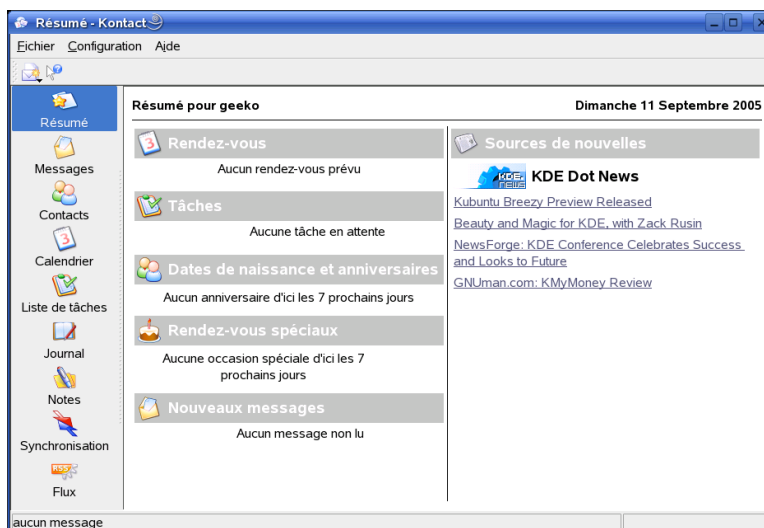 Résumé - Kontact
Fichier Configuration Aide
Résumé
Messages
Contacts
Calendrier
Liste de tâches
Journal
Notes
Synchronisation
RSS
Flux
Résumé pour geeko
Dimanche 11 Septembre 2005
3 Rendez-vous
Aucun rendez-vous prévu
Tâches
Aucune tâche en attente
Dates de naissance et anniversaires
Aucun anniversaire d'ici les 7 prochains jours
Rendez-vous spéciaux
Aucune occasion spéciale d'ici les 7
prochains jours
Nouveaux messages
Aucun message non lu
Sources de nouvelles
KDE.news
KDE Dot News
Kubuntu Breezy Preview Released
Beauty and Magic for KDE, with Zack Rusin
NewsForge: KDE Conference Celebrates Success
and Looks to Future
GNUman.com: KMyMoney Review
aucun message